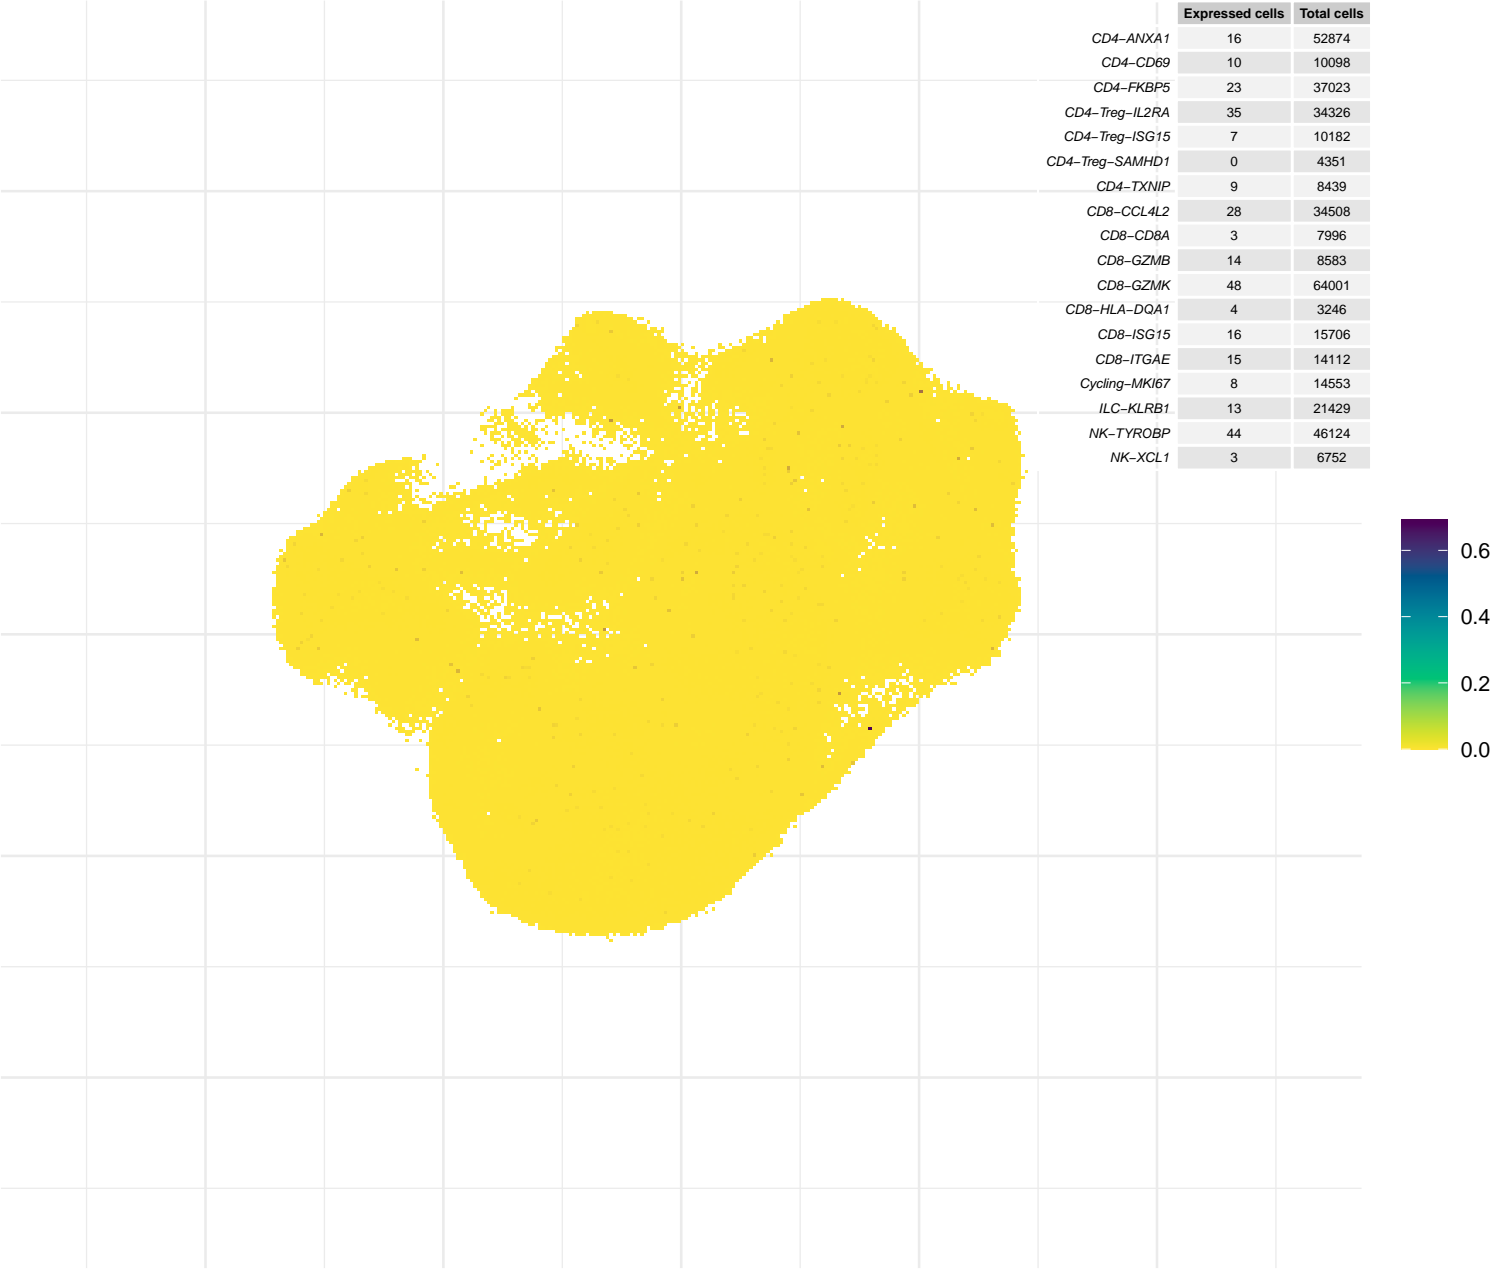 Expressed cells Total cells
CD4−ANXA1 16 52874
CD4−CD69 10 10098
CD4−FKBP5 23 37023
CD4−Treg−IL2RA 35 34326
CD4−Treg−ISG15 7 10182
CD4−Treg−SAMHD1 0 4351
CD4−TXNIP 9 8439
CD8−CCL4L2 28 34508
CD8−CD8A 3 7996
CD8−GZMB 14 8583
CD8−GZMK 48 64001
CD8−HLA−DQA1 4 3246
CD8−ISG15 16 15706
CD8−ITGAE 15 14112
Cycling−MKI67 8 14553
ILC−KLRB1 13 21429
NK−TYROBP 44 46124
NK−XCL1 3 6752
0.6
0.4
0.2
0.0